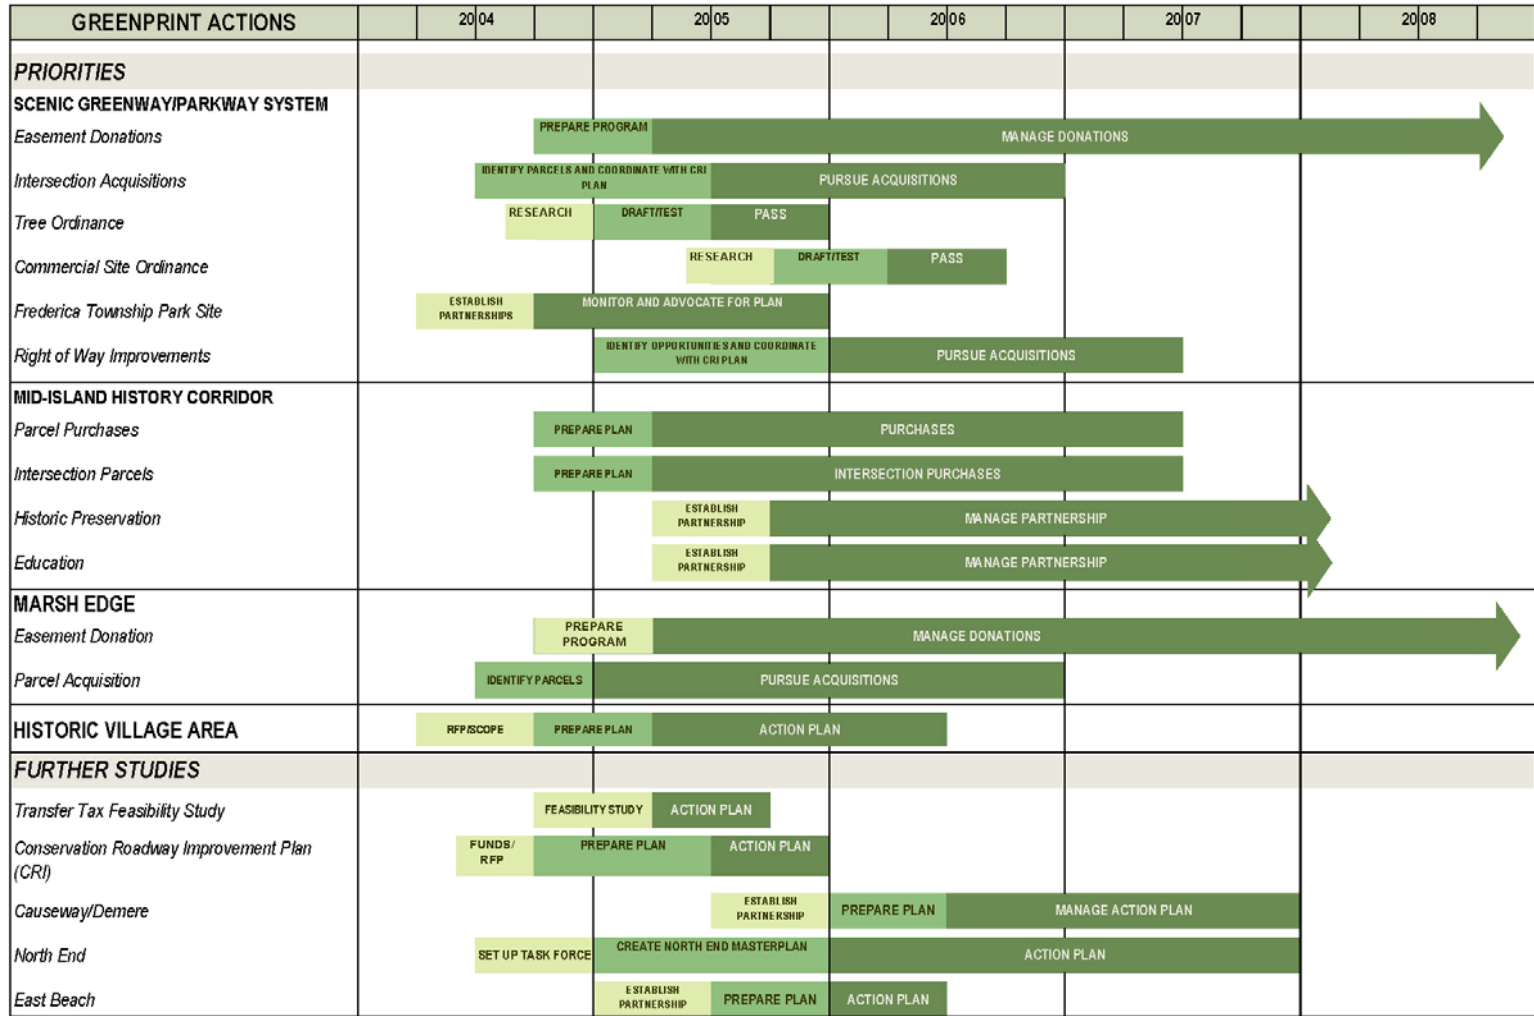 GREENPRINT ACTIONS 2004 2005 2006 2007 2008
PRIORITIES
SCENIC GREENWAY/PARKWAY SYSTEM
Easement Donations PREPARE PROGRAM MANAGE DONATIONS
Intersection Acquisitions IDENTIFY PARCELS AND COORDINATE WITH CRI
PLAN PURSUE ACQUISITIONS
Tree Ordinance RESEARCH DRAFT/TEST PASS
Commercial Site Ordinance RESEARCH DRAFT/TEST PASS
Frederica Township Park Site ESTABLISH
PARTNERSHIPS MONITOR AND ADVOCATE FOR PLAN
Right of Way Improvements IDENTIFY OPPORTUNITIES AND COORDINATE
WITH CRI PLAN PURSUE ACQUISITIONS
MID-ISLAND HISTORY CORRIDOR
Parcel Purchases PREPARE PLAN PURCHASES
Intersection Parcels PREPARE PLAN INTERSECTION PURCHASES
Historic Preservation ESTABLISH
PARTNERSHIP MANAGE PARTNERSHIP
Education ESTABLISH
PARTNERSHIP MANAGE PARTNERSHIP
MARSH EDGE
Easement Donation PREPARE
PROGRAM MANAGE DONATIONS
Parcel Acquisition IDENTIFY PARCELS PURSUE ACQUISITIONS
HISTORIC VILLAGE AREA RFP/SCOPE PREPARE PLAN ACTION PLAN
FURTHER STUDIES
Transfer Tax Feasibility Study FEASIBILITY STUDY ACTION PLAN
Conservation Roadway Improvement Plan
(CRI) FUNDS/
RFP PREPARE PLAN ACTION PLAN
Causeway/Demere ESTABLISH
PARTNERSHIP PREPARE PLAN MANAGE ACTION PLAN
North End SET UP TASK FORCE CREATE NORTH END MASTERPLAN ACTION PLAN
East Beach ESTABLISH
PARTNERSHIP PREPARE PLAN ACTION PLAN